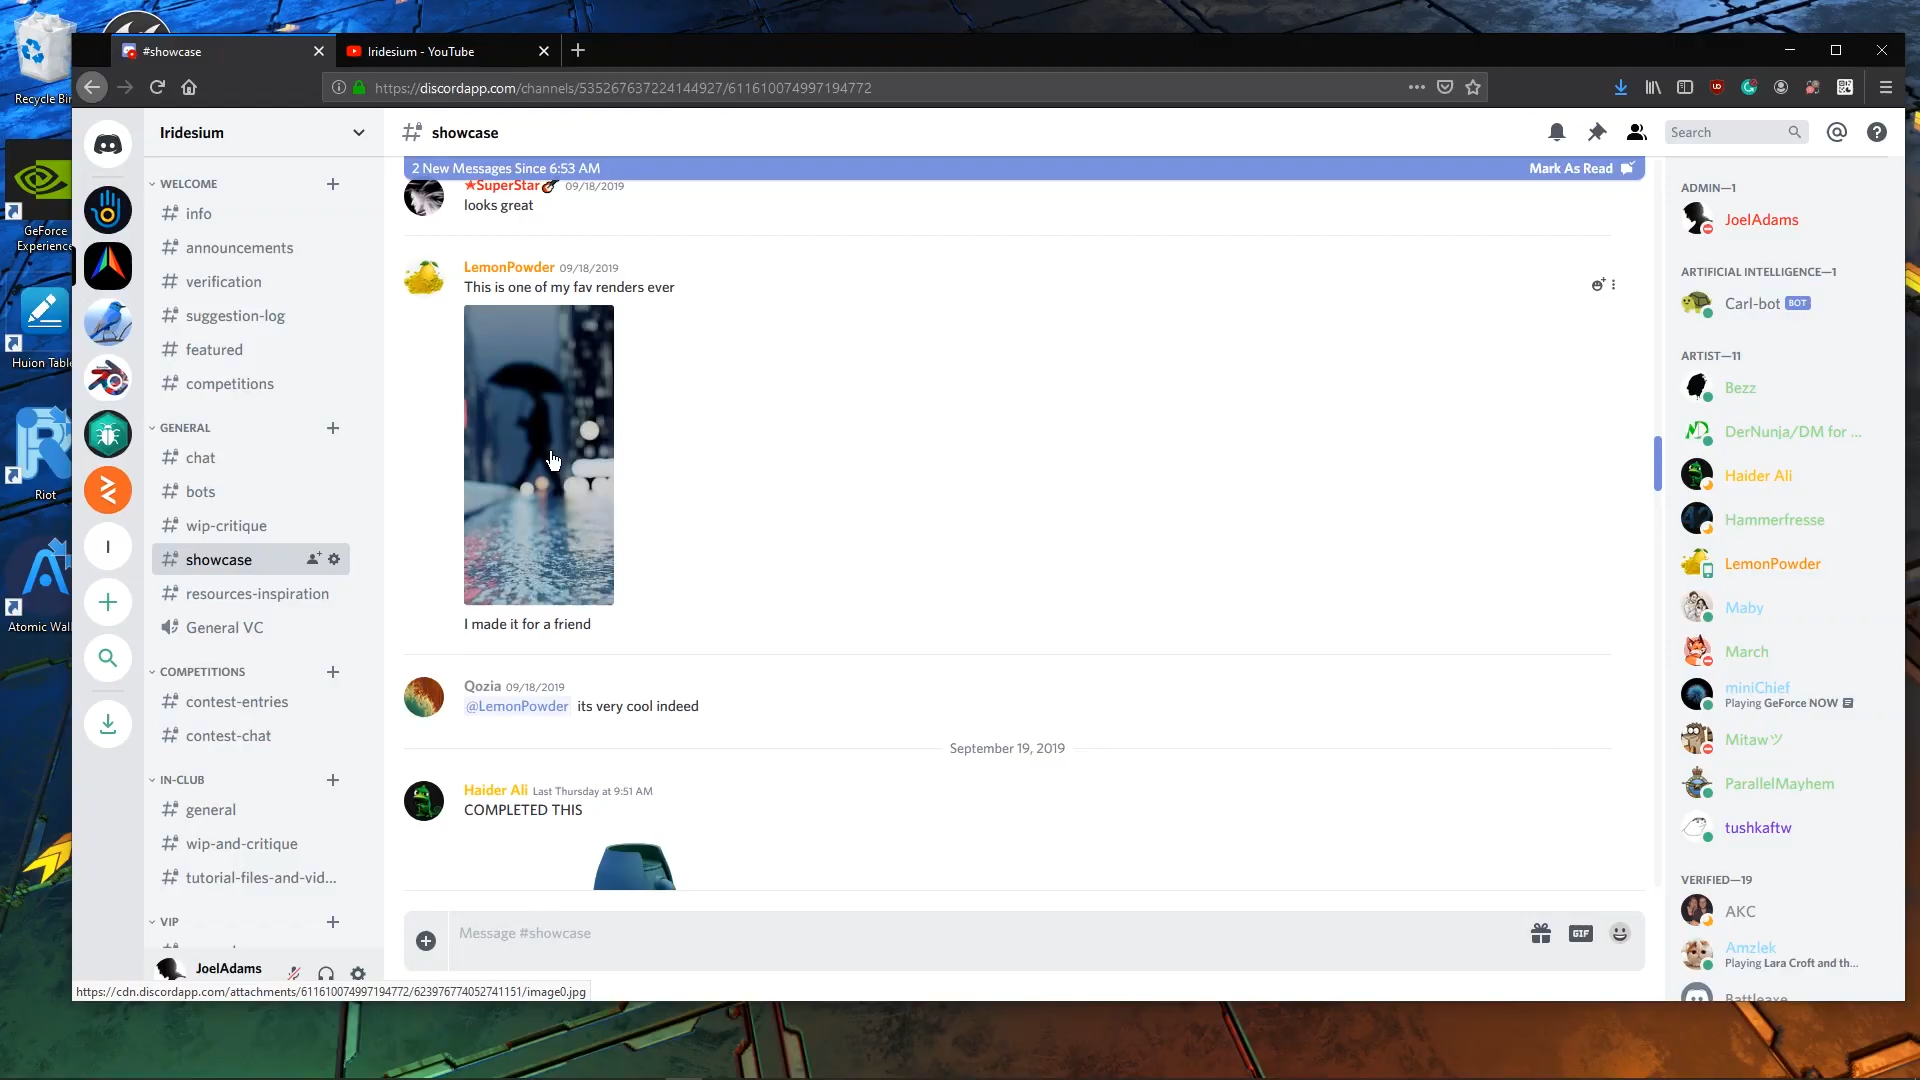 Recycle Bin
GeForce
Experience
Huion Table
Riot
Atomic Wall
#showcase
Iridesium - YouTube
https://discordapp.com/channels/535267637224144927/611610074997194772
Iridesium
WELCOME
info
announcements
verification
suggestion-log
featured
competitions
GENERAL
chat
bots
wip-critique
showcase
resources-inspiration
General VC
COMPETITIONS
contest-entries
contest-chat
IN-CLUB
general
wip-and-critique
tutorial-files-and-vid...
VIP
JoelAdams
I
showcase
Search
2 New Messages Since 6:53 AM
Mark As Read
★SuperStar🎸 09/18/2019
looks great
LemonPowder 09/18/2019
This is one of my fav renders ever
I made it for a friend
Qozia 09/18/2019
@LemonPowder its very cool indeed
September 19, 2019
Haider Ali Last Thursday at 9:51 AM
COMPLETED THIS
Message #showcase
GIF
ADMIN—1
JoelAdams
ARTIFICIAL INTELLIGENCE—1
Carl-bot BOT
ARTIST—11
Bezz
DerNunja/DM for ...
Haider Ali
Hammerfresse
LemonPowder
Maby
March
miniChief
Playing GeForce NOW
Mitawツ
ParallelMayhem
tushkaftw
VERIFIED—19
AKC
Amzlek
Playing Lara Croft and th...
Battleaxe
https://cdn.discordapp.com/attachments/611610074997194772/623976774052741151/image0.jpg